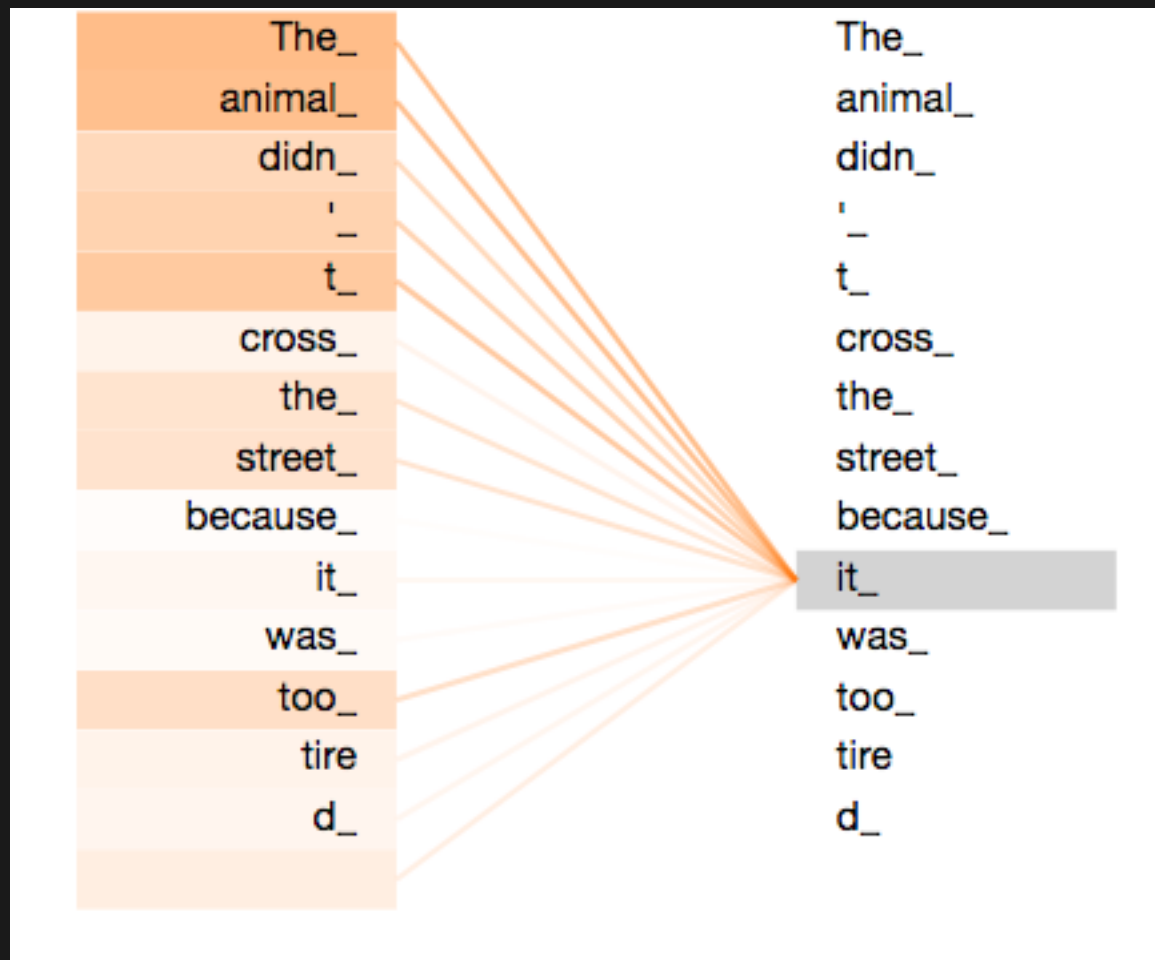 The_ The_
animal_ animal_
didn_ didn_
'_ '_
t_ t_
cross_ cross_
the_ the_
street_ street_
because_ because_
it_ it_
was_ was_
too_ too_
tire tire
d_ d_